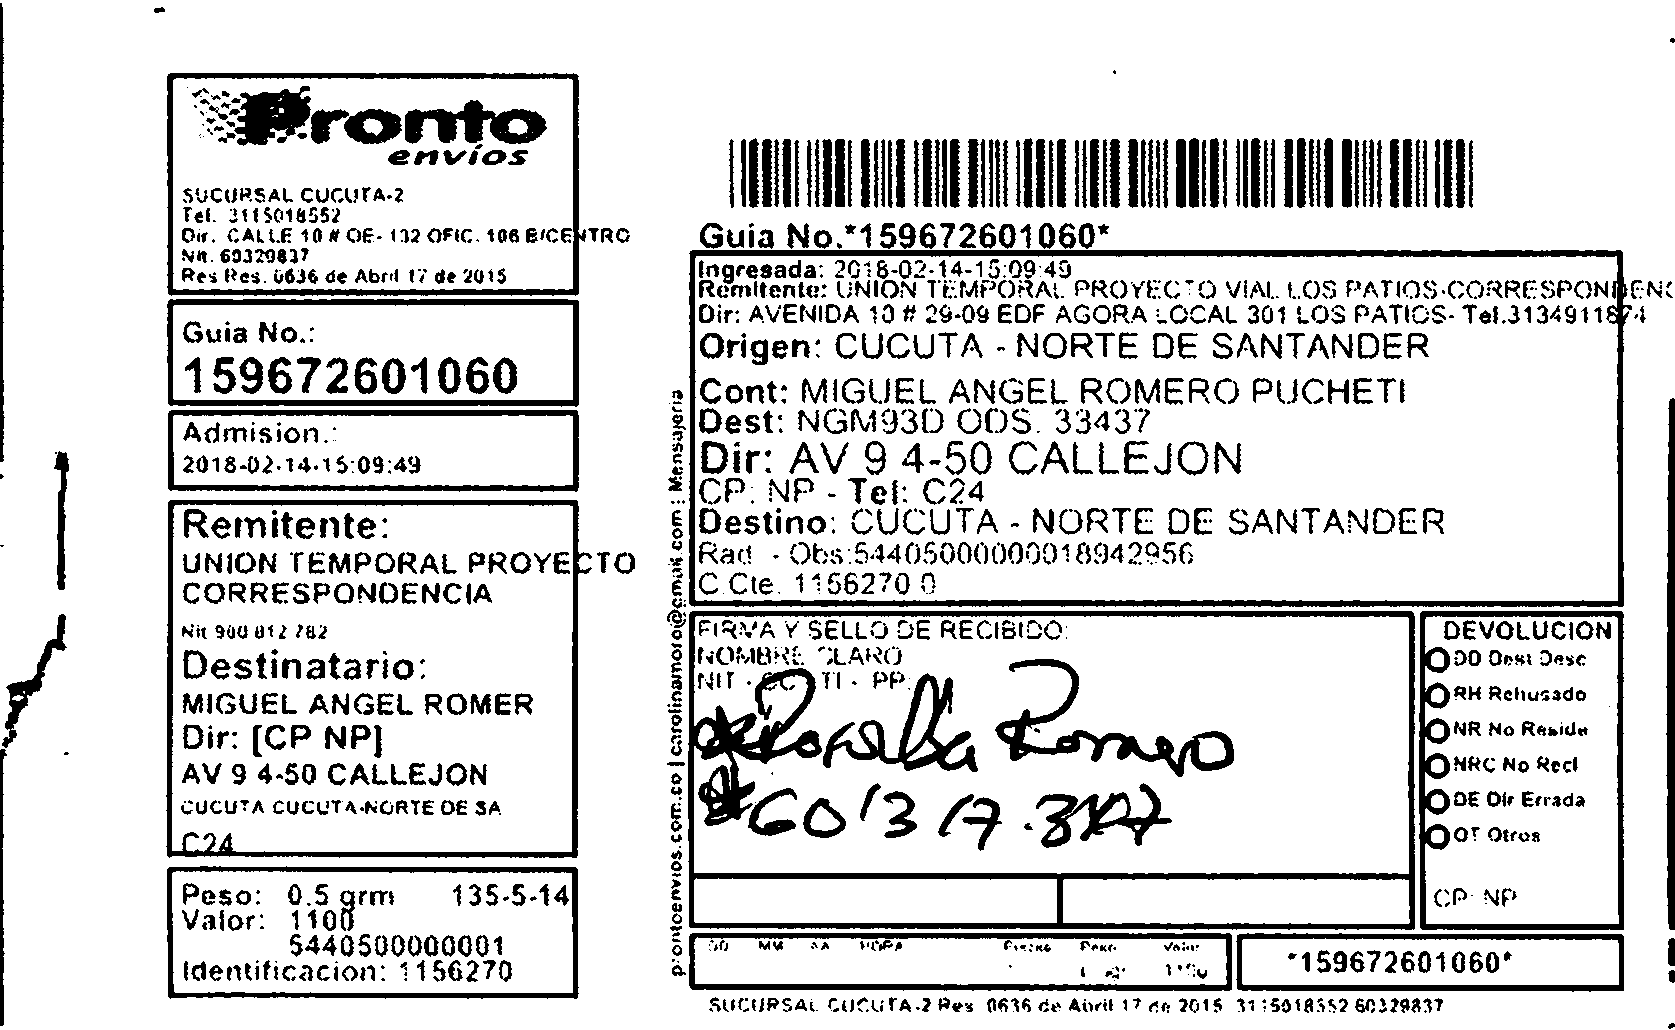 Pronto
envíos
SUCURSAL CUCUTA-2
Tel. 3115018552
Dir. CALLE 10 # OE- 132 OFIC. 106 B/CENTRO
Nit. 60329837
Res Res. 0636 de Abril 17 de 2015
Guia No.:
159672601060
Admision.:
2018-02-14-15:09:49
Remitente:
UNION TEMPORAL PROYECTO
CORRESPONDENCIA
Nit 900 812 782
Destinatario:
MIGUEL ANGEL ROMER
Dir: [CP NP]
AV 9 4-50 CALLEJON
CUCUTA CUCUTA-NORTE DE SA
C24
Peso: 0.5 grm 135-5-14
Valor: 1100
5440500000001
Identificacion: 1156270
prontoenvios.com.co | carolinamoro@gmail.com : Mensajeria
Guia No.*159672601060*
Ingresada: 2018-02-14-15:09:49
Remitente: UNION TEMPORAL PROYECTO VIAL LOS PATIOS-CORRESPONDENC
Dir: AVENIDA 10 # 29-09 EDF AGORA LOCAL 301 LOS PATIOS- Tel.3134911874
Origen: CUCUTA - NORTE DE SANTANDER
Cont: MIGUEL ANGEL ROMERO PUCHETI
Dest: NGM93D ODS. 33437
Dir: AV 9 4-50 CALLEJON
CP: NP - Tel: C24
Destino: CUCUTA - NORTE DE SANTANDER
Rad - Obs:54405000000018942956
C.Cte. 1156270 0
FIRMA Y SELLO DE RECIBIDO:
NOMBRE CLARO
NIT - CC - TI - PP
Rosalba Romero
DEVOLUCION
DD Dest Desc
RH Rehusado
NR No Reside
NRC No Recl
DE Dir Errada
OT Otros
CP: NP
DD MM AA HORA Peso Valor
*159672601060*
SUCURSAL CUCUTA-2 Res. 0636 de Abril 17 de 2015 3115018552 60329837